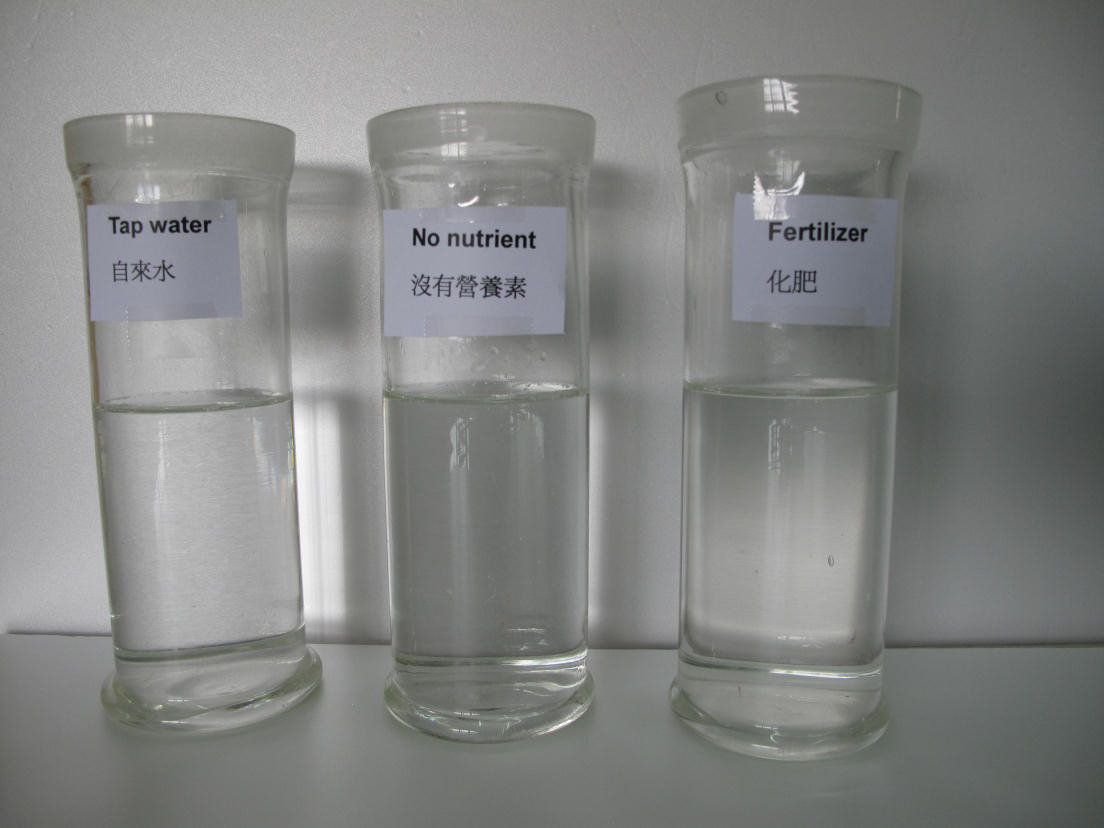 Tap water
自來水
No nutrient
沒有營養素
Fertilizer
化肥